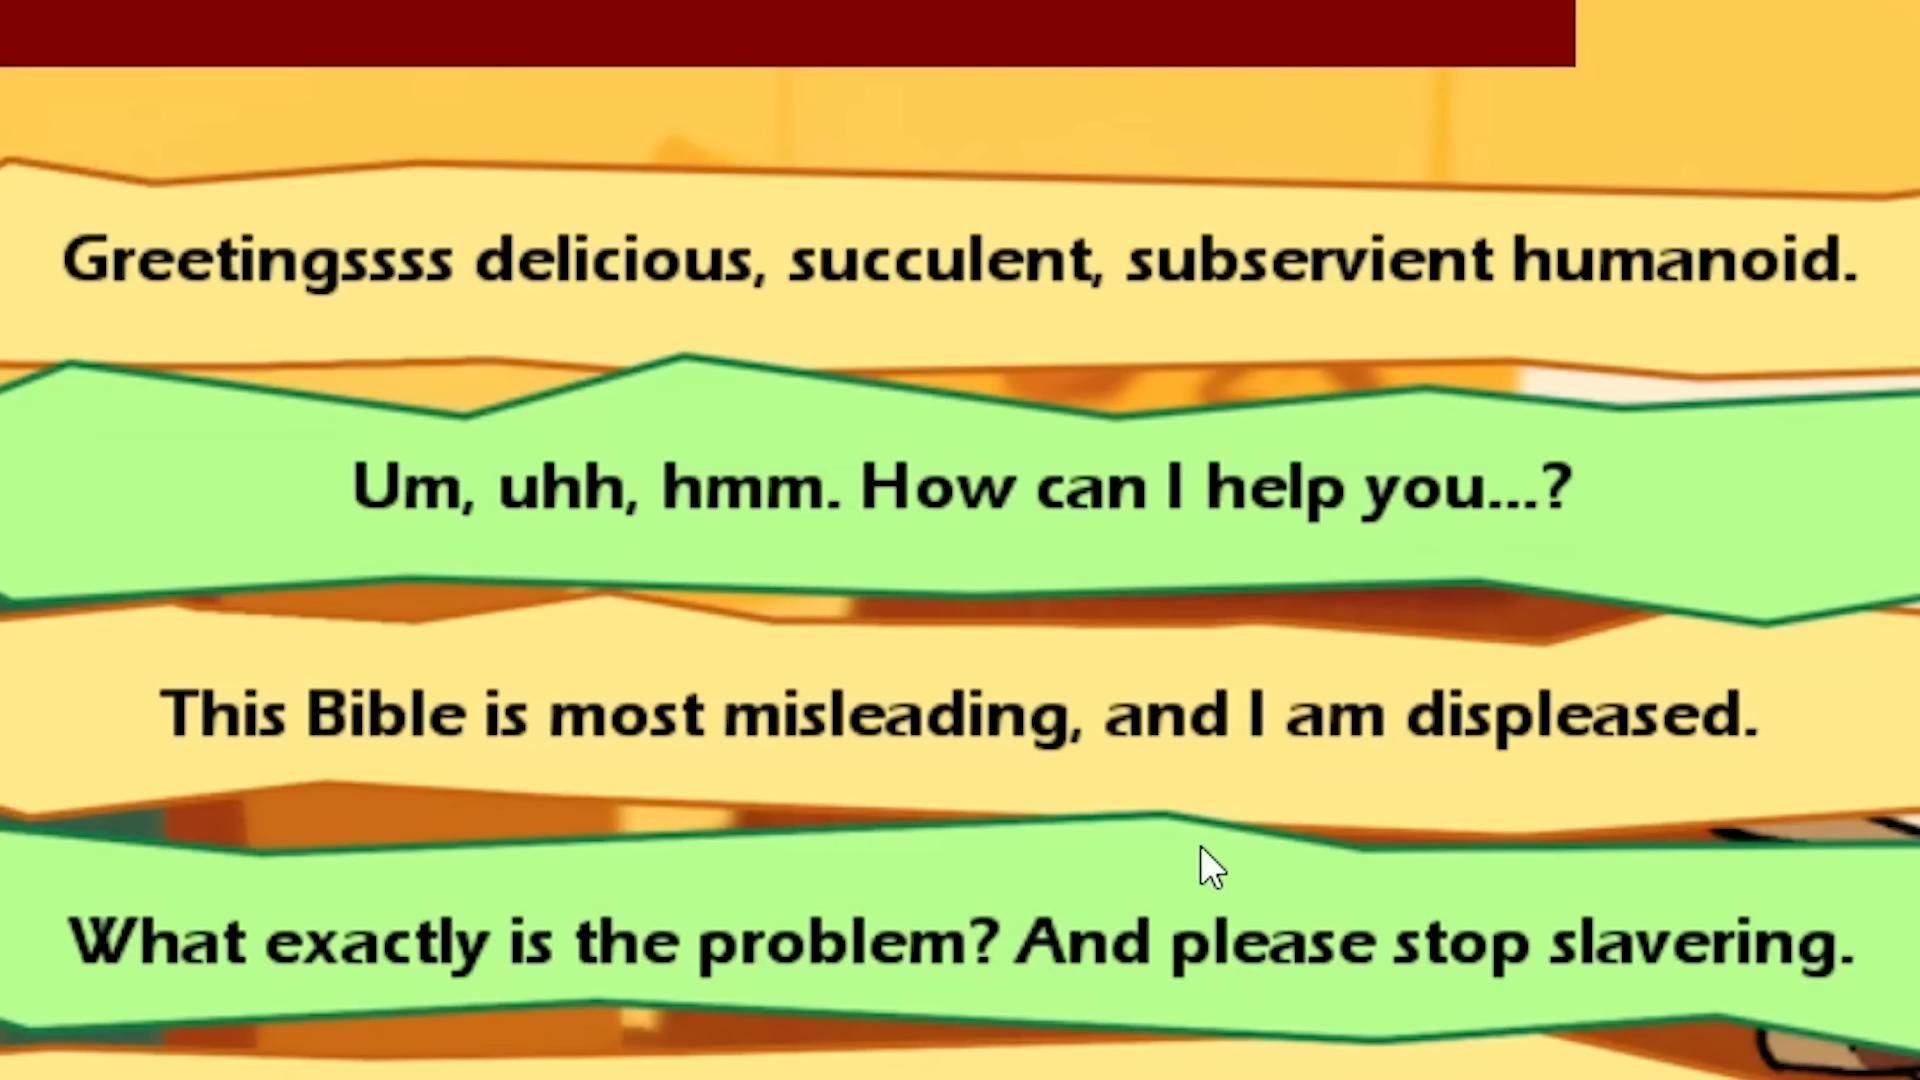 Greetingssss delicious, succulent, subservient humanoid.
Um, uhh, hmm. How can I help you...?
This Bible is most misleading, and I am displeased.
What exactly is the problem? And please stop slavering.